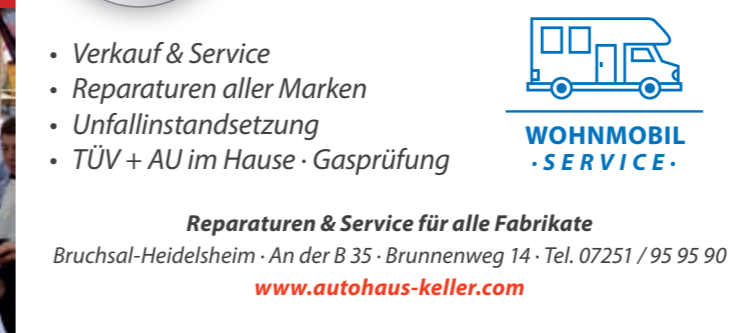 • Verkauf & Service
• Reparaturen aller Marken
• Unfallinstandsetzung
• TÜV + AU im Hause · Gasprüfung
WOHNMOBIL
· SERVICE ·
Reparaturen & Service für alle Fabrikate
Bruchsal-Heidelsheim · An der B 35 · Brunnenweg 14 · Tel. 07251 / 95 95 90
www.autohaus-keller.com